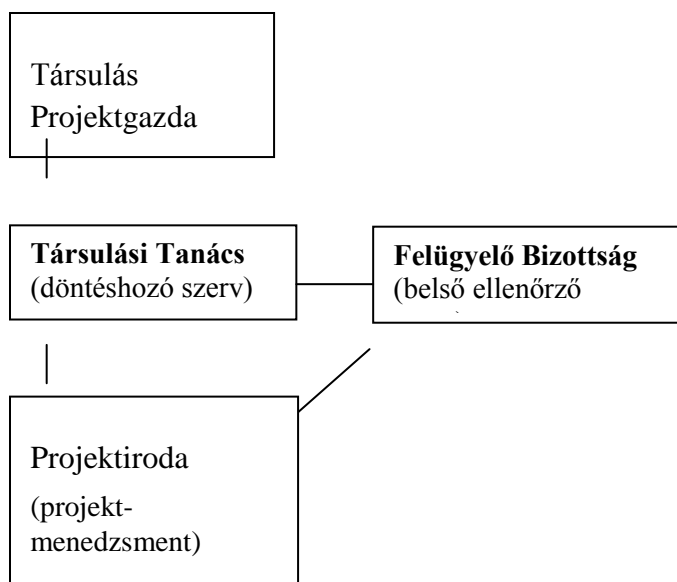 Társulás
Projektgazda
Társulási Tanács
(döntéshozó szerv)
Felügyelő Bizottság
(belső ellenőrző
Projektiroda
(projekt-
menedzsment)